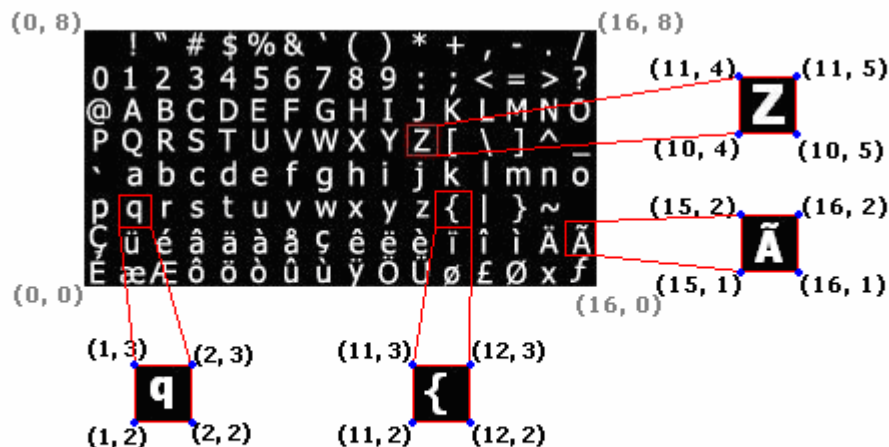 (0, 8) (16, 8)
! " # $ % & ' ( ) * + , - . /
0 1 2 3 4 5 6 7 8 9 : ; < = > ?
@ A B C D E F G H I J K L M N O
P Q R S T U V W X Y Z [ \ ] ^ _
` a b c d e f g h i j k l m n o
p q r s t u v w x y z { | } ~
Ç ü é â ä à å ç ê ë è ï î ì Ä Ã
É æ Æ ô ö ò û ù ÿ Ö Ü ø £ Ø x ƒ
(0, 0) (16, 0)
(11, 4) (11, 5)
Z
(10, 4) (10, 5)
(15, 2) (16, 2)
Ã
(15, 1) (16, 1)
(1, 3) (2, 3)
q
(1, 2) (2, 2)
(11, 3) (12, 3)
{
(11, 2) (12, 2)